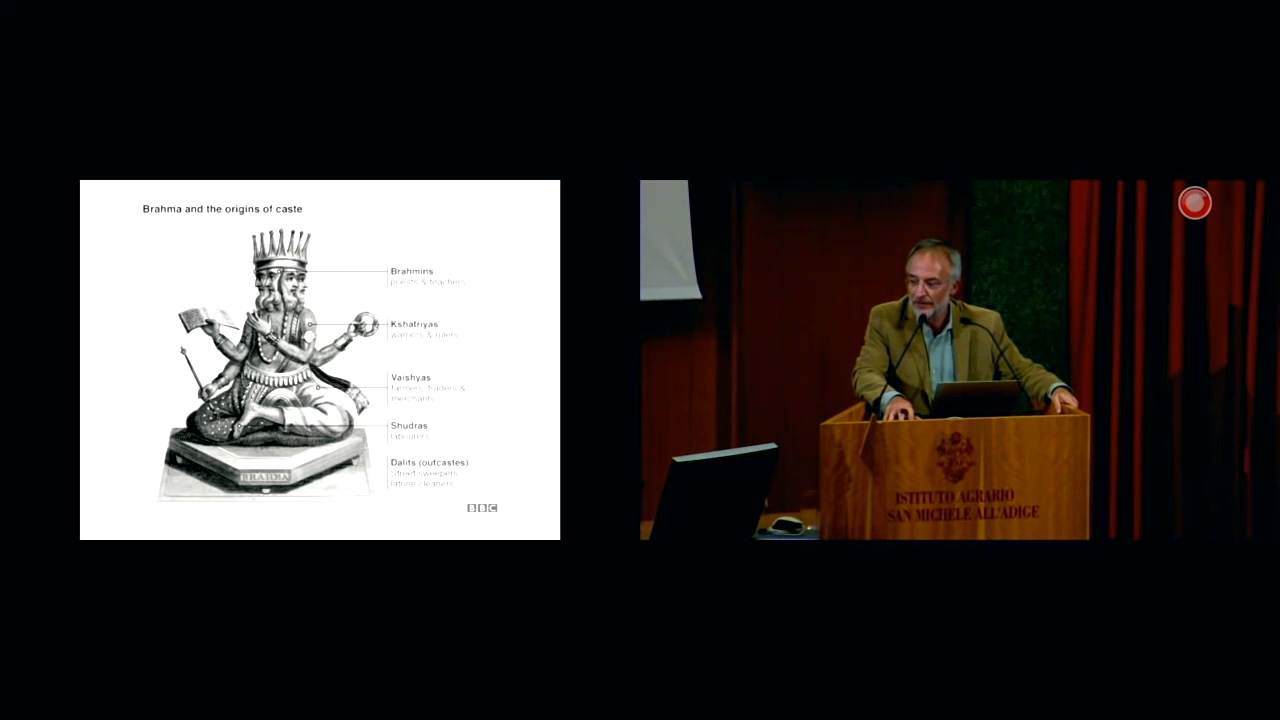 Brahma and the origins of caste
Brahmins
priests & teachers
Kshatriyas
warriors & rulers
Vaishyas
farmers, traders &
merchants
Shudras
labourers
Dalits (outcastes)
Street sweepers,
latrine cleaners
BRAHMA
BBC
ISTITUTO AGRARIO
SAN MICHELE ALL'ADIGE